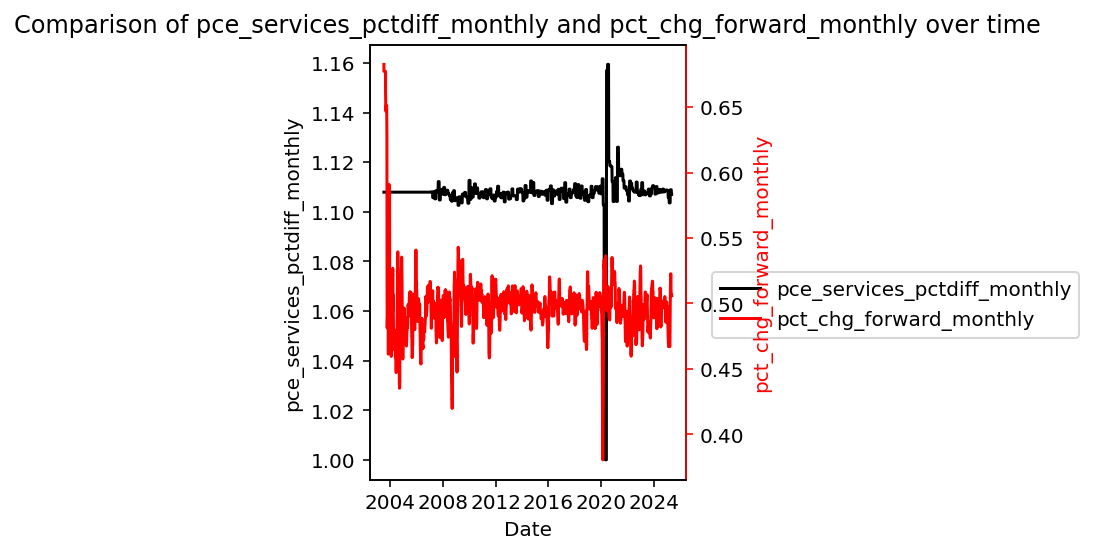 Comparison of pce_services_pctdiff_monthly and pct_chg_forward_monthly over time
pce_services_pctdiff_monthly
1.16
1.14
1.12
1.10
1.08
1.06
1.04
1.02
1.00
0.65
0.60
0.55
0.50
0.45
0.40
pct_chg_forward_monthly
pce_services_pctdiff_monthly
pct_chg_forward_monthly
2004 2008 2012 2016 2020 2024
Date